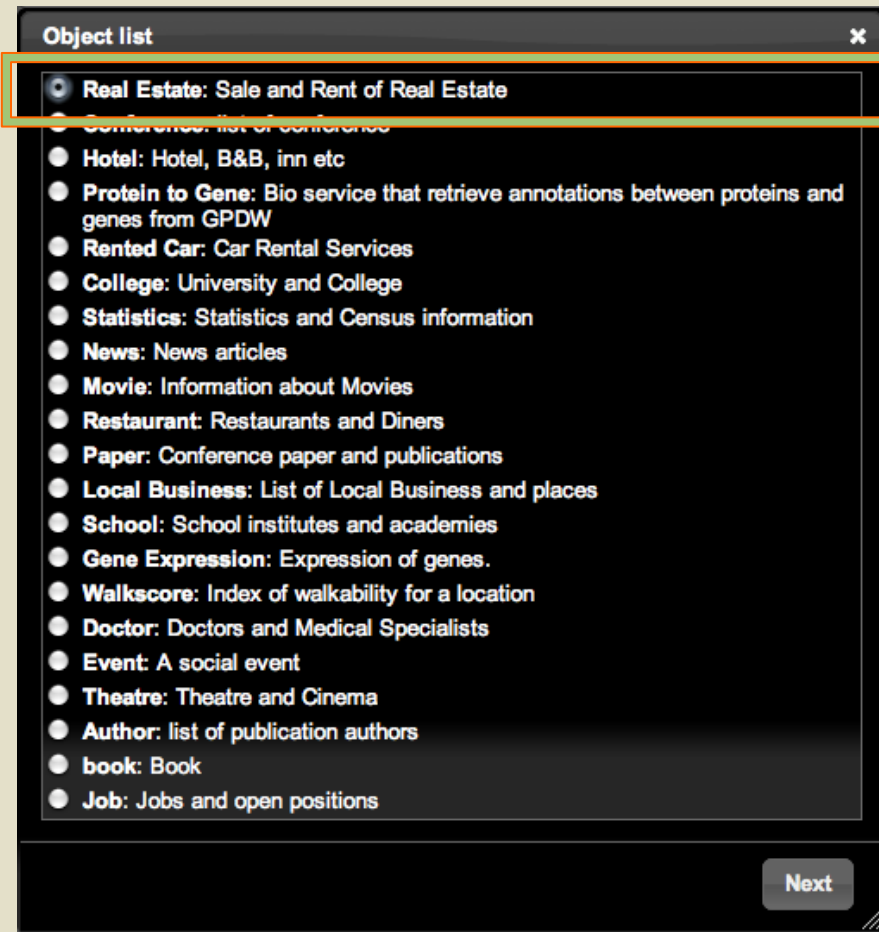 Object list
Real Estate: Sale and Rent of Real Estate
Conference: list of conference
Hotel: Hotel, B&B, inn etc
Protein to Gene: Bio service that retrieve annotations between proteins and
genes from GPDW
Rented Car: Car Rental Services
College: University and College
Statistics: Statistics and Census information
News: News articles
Movie: Information about Movies
Restaurant: Restaurants and Diners
Paper: Conference paper and publications
Local Business: List of Local Business and places
School: School institutes and academies
Gene Expression: Expression of genes.
Walkscore: Index of walkability for a location
Doctor: Doctors and Medical Specialists
Event: A social event
Theatre: Theatre and Cinema
Author: list of publication authors
book: Book
Job: Jobs and open positions
Next